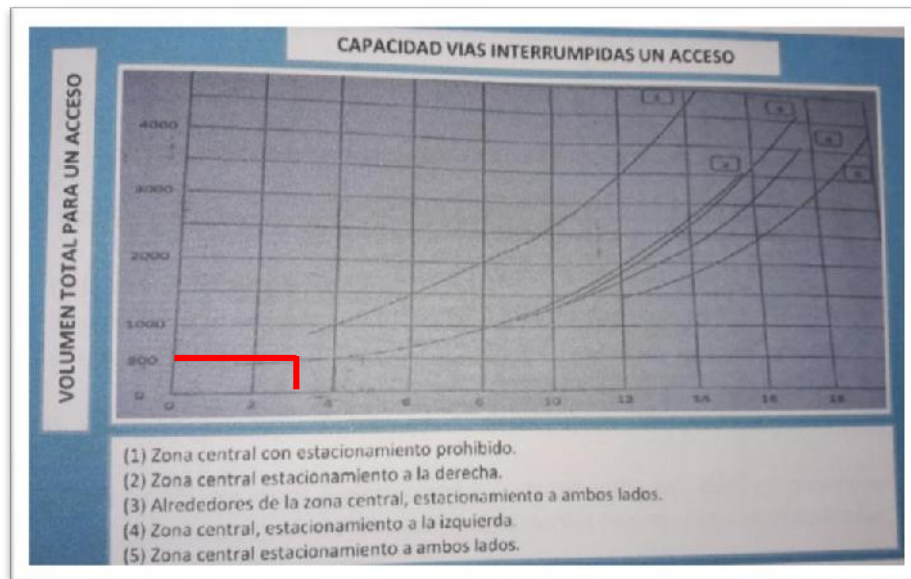 CAPACIDAD VIAS INTERRUMPIDAS UN ACCESO
VOLUMEN TOTAL PARA UN ACCESO
4000
3000
2000
1000
500
0
0 2 4 6 8 10 12 14 16 18
(1) Zona central con estacionamiento prohibido.
(2) Zona central estacionamiento a la derecha.
(3) Alrededores de la zona central, estacionamiento a ambos lados.
(4) Zona central, estacionamiento a la izquierda.
(5) Zona central estacionamiento a ambos lados.